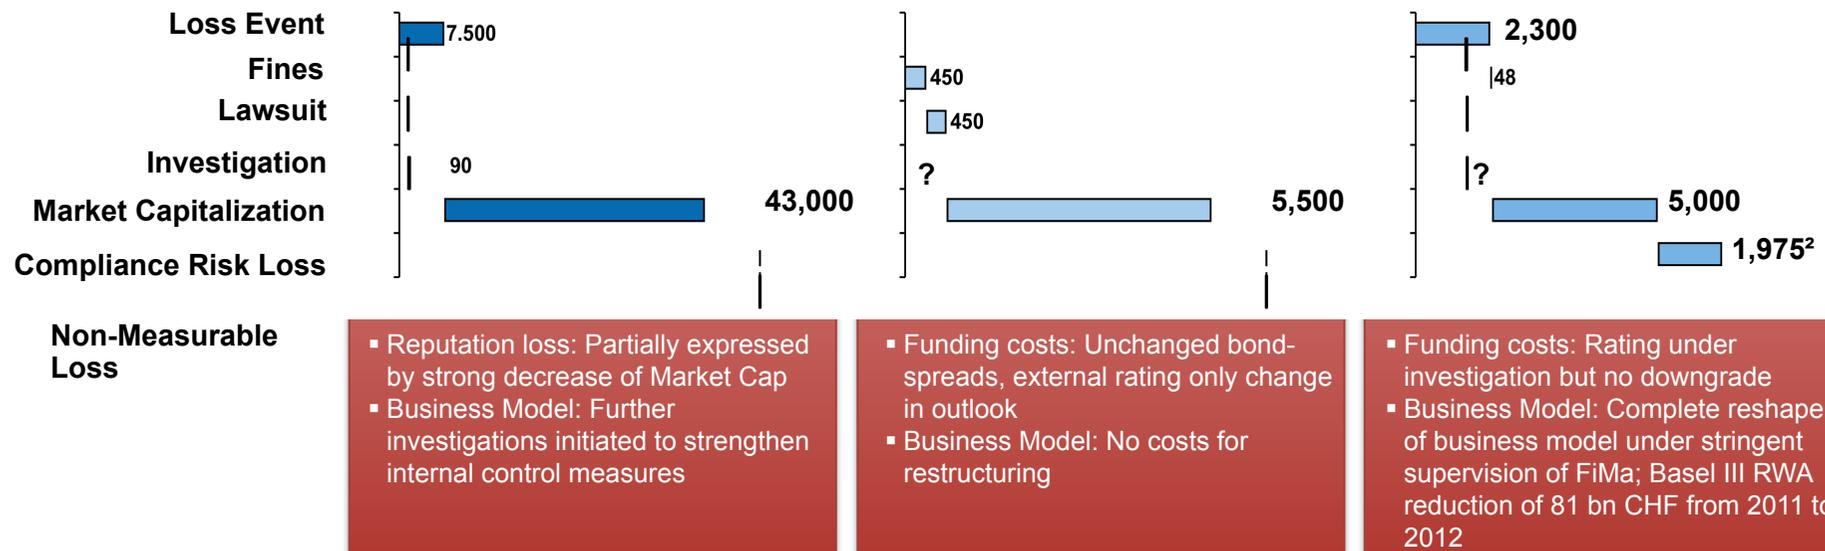 Loss Event
7.500
2,300
Fines
450
48
Lawsuit
450
Investigation
90
?
?
Market Capitalization
43,000
5,500
5,000
Compliance Risk Loss
1,975²
Non-Measurable
Loss
▪ Reputation loss: Partially expressed
by strong decrease of Market Cap
▪ Business Model: Further
investigations initiated to strengthen
internal control measures
▪ Funding costs: Unchanged bond-
spreads, external rating only change
in outlook
▪ Business Model: No costs for
restructuring
▪ Funding costs: Rating under
investigation but no downgrade
▪ Business Model: Complete reshape
of business model under stringent
supervision of FiMa; Basel III RWA
reduction of 81 bn CHF from 2011 to
2012